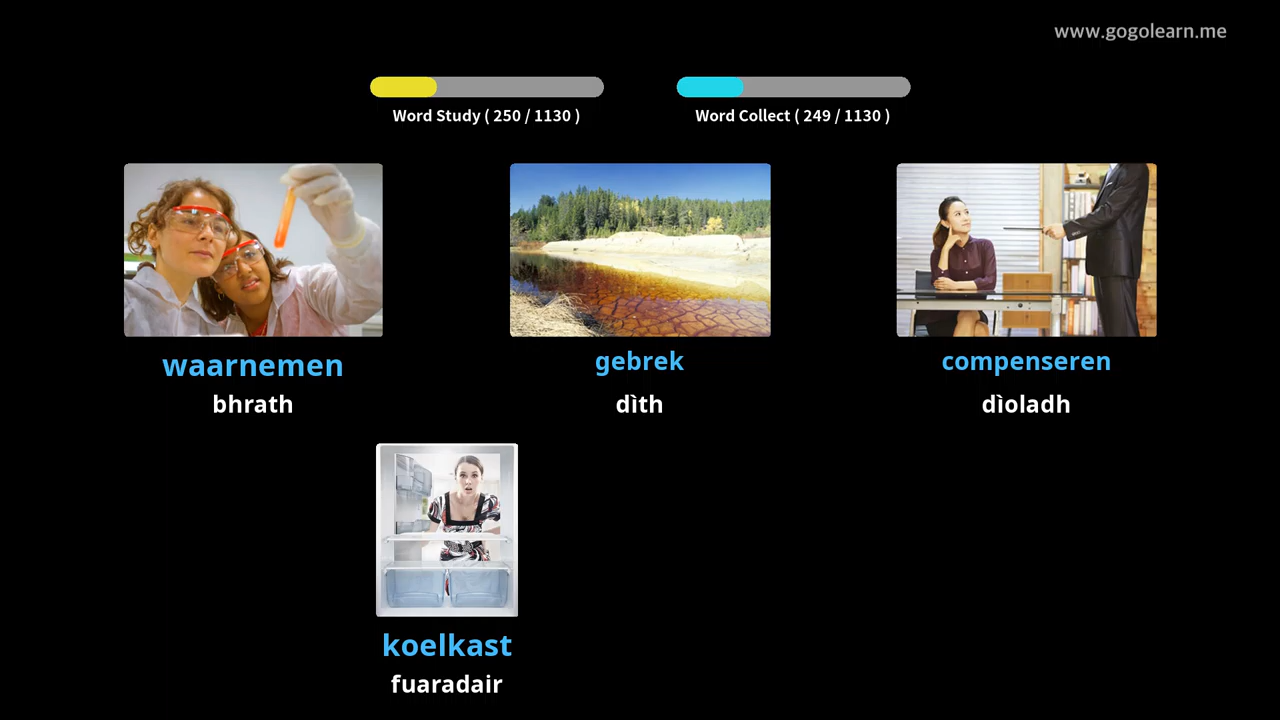 www.gogolearn.me
Word Study ( 250 / 1130 )
Word Collect ( 249 / 1130 )
waarnemen
bhrath
gebrek
dìth
compenseren
dìoladh
koelkast
fuaradair